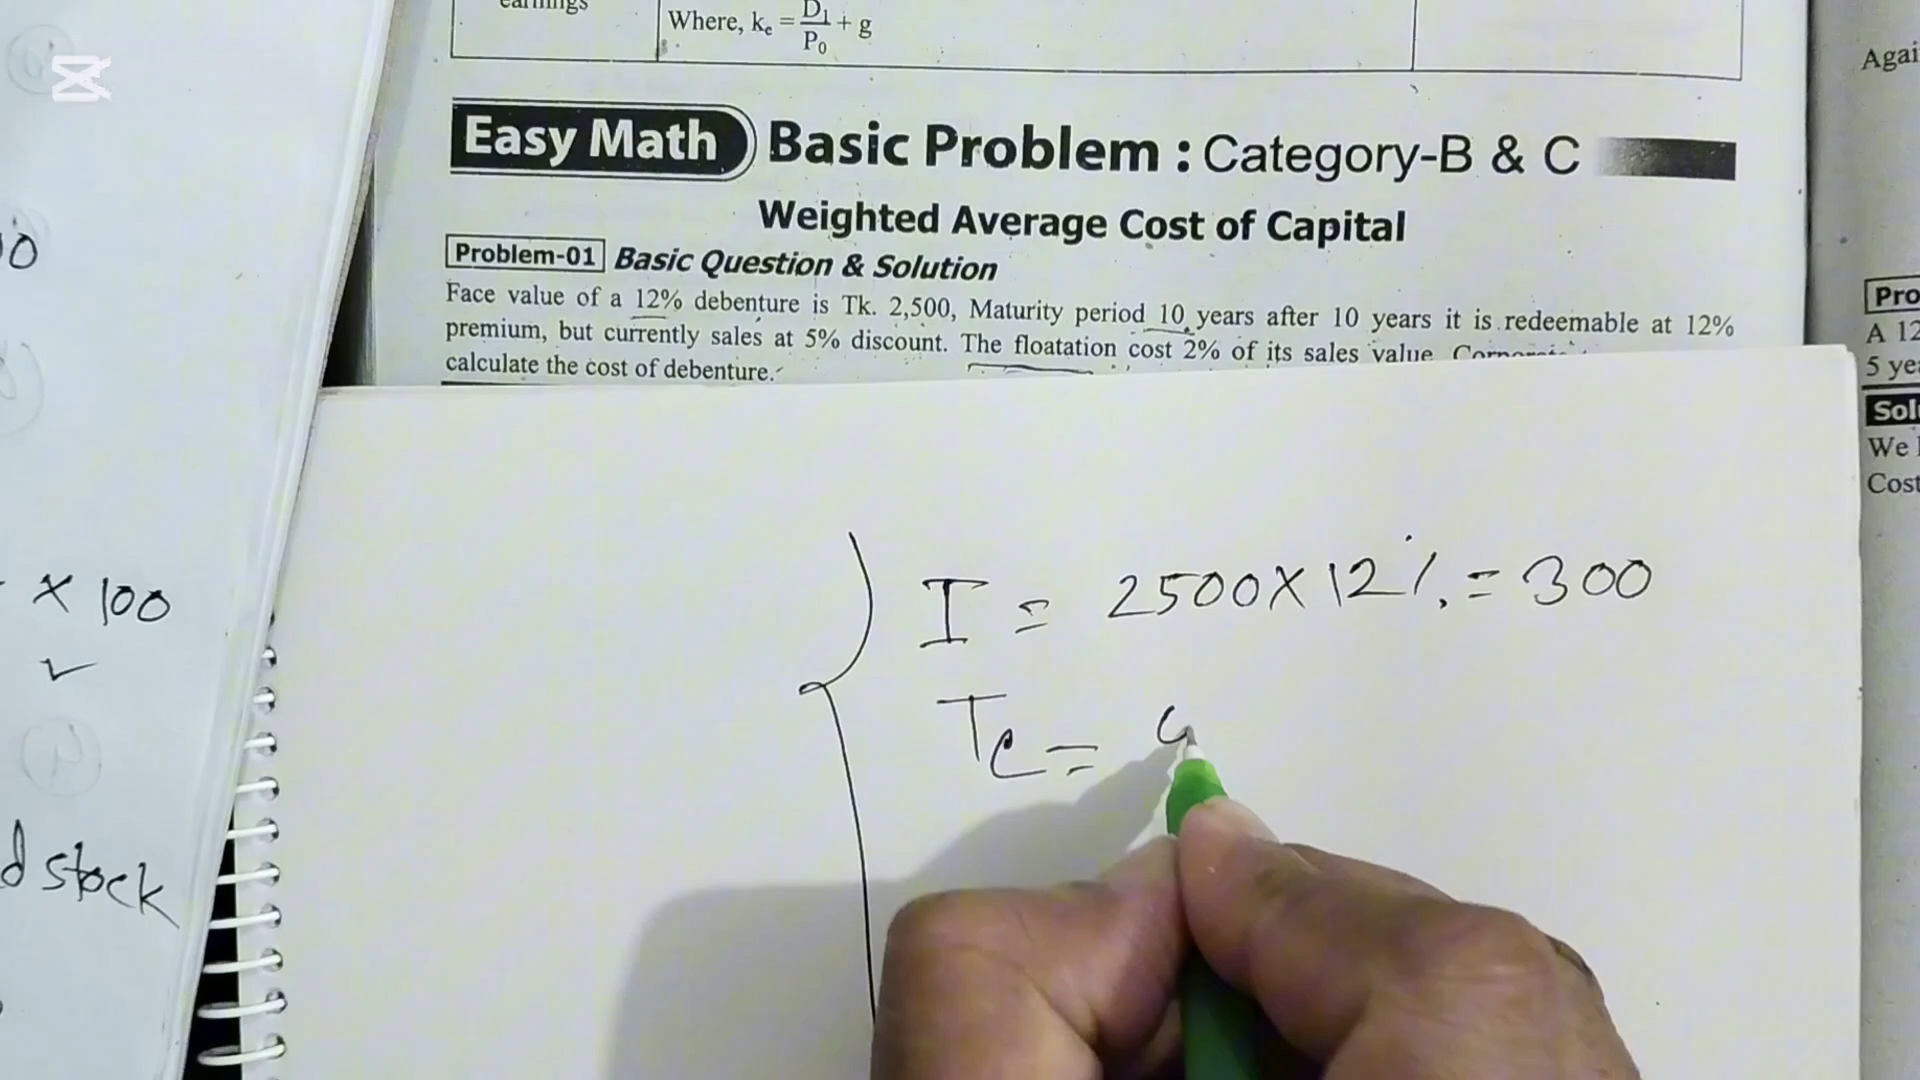 earnings
Where, kₑ = D₁/P₀ + g
Easy Math Basic Problem : Category-B & C
Weighted Average Cost of Capital
Problem-01 Basic Question & Solution
Face value of a 12% debenture is Tk. 2,500, Maturity period 10 years after 10 years it is redeemable at 12%
premium, but currently sales at 5% discount. The floatation cost 2% of its sales value.
calculate the cost of debenture.
I = 2500 X 12% = 300
Tc =
x 100
d stock
Agai
Pro
A 12
5 ye
Solu
We
Cost